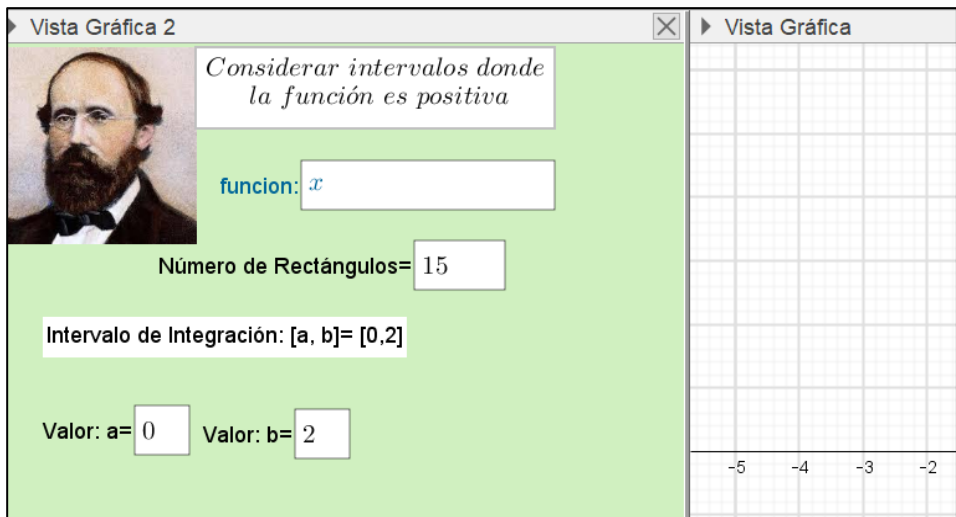 Vista Gráfica 2
Considerar intervalos donde
la función es positiva
funcion: x
Número de Rectángulos= 15
Intervalo de Integración: [a, b]= [0,2]
Valor: a= 0 Valor: b= 2
Vista Gráfica
-5 -4 -3 -2